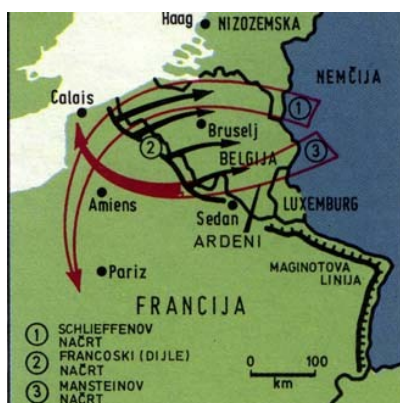 Haag
NIZOZEMSKA
NEMČIJA
Calais
1
Bruselj
2
BELGIJA
3
Amiens
Sedan
LUXEMBURG
ARDENI
MAGINOTOVA
LINIJA
Pariz
FRANCIJA
1 SCHLIEFFENOV
NAČRT
2 FRANCOSKI (DIJLE)
NAČRT
3 MANSTEINOV
NAČRT
0 100
km